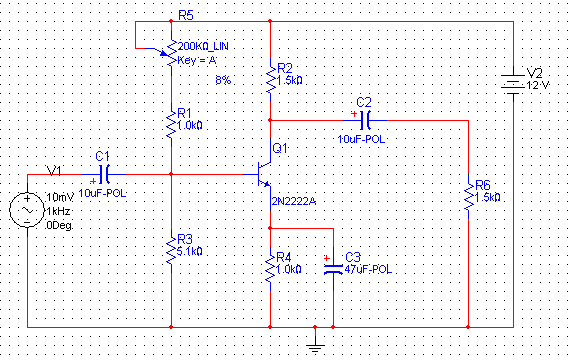 R5
200KΩ_LIN
Key = A
8%
R2
1.5kΩ
V2
12 V
R1
1.0kΩ
C2
10uF-POL
Q1
2N2222A
V1
C1
10uF-POL
10mV
1kHz
0Deg
R6
1.5kΩ
R3
5.1kΩ
R4
1.0kΩ
C3
47uF-POL